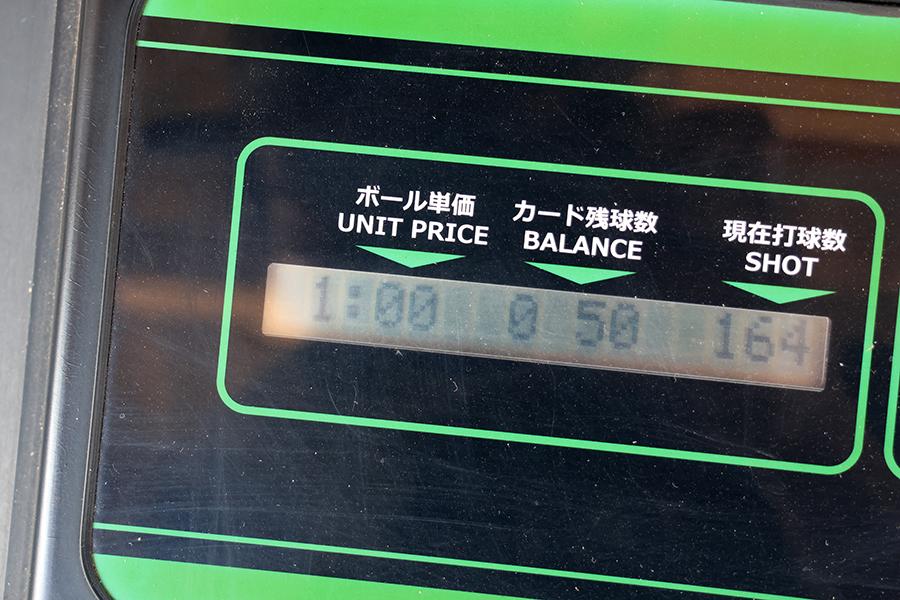 ボール単価
UNIT PRICE
カード残球数
BALANCE
現在打球数
SHOT
1:00 0 50 164